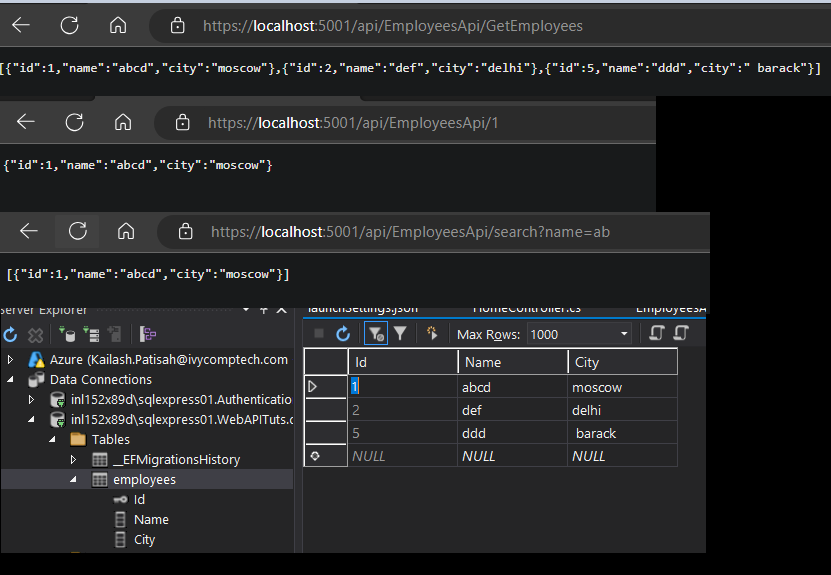 https://localhost:5001/api/EmployeesApi/GetEmployees
[{"id":1,"name":"abcd","city":"moscow"},{"id":2,"name":"def","city":"delhi"},{"id":5,"name":"ddd","city":" barack"}]
https://localhost:5001/api/EmployeesApi/1
{"id":1,"name":"abcd","city":"moscow"}
https://localhost:5001/api/EmployeesApi/search?name=ab
[{"id":1,"name":"abcd","city":"moscow"}]
Server Explorer
Azure (Kailash.Patisah@ivycomptech.com
Data Connections
inl152x89d\sqlexpress01.Authenticatio
inl152x89d\sqlexpress01.WebAPITuts.d
Tables
__EFMigrationsHistory
employees
Id
Name
City
launchSettings.json HomeController.cs EmployeesA
Max Rows: 1000
Id Name City
1 abcd moscow
2 def delhi
5 ddd barack
NULL NULL NULL